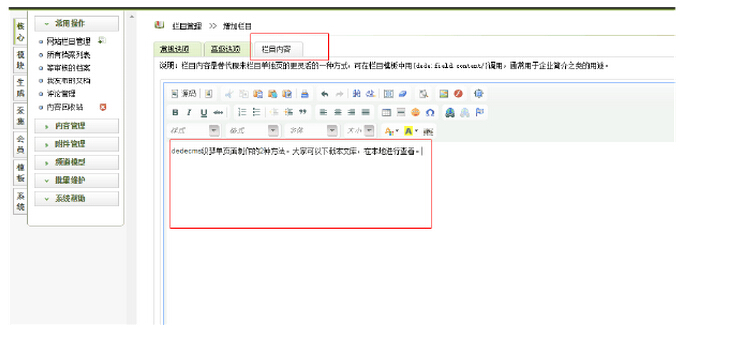 核心
模块
生成
采集
会员
模板
系统
常用操作
网站栏目管理
所有档案列表
等审核的档案
我发布的文档
评论管理
内容回收站
内容管理
附件管理
频道模型
批量维护
系统帮助
栏目管理 >> 增加栏目
常规选项 高级选项 栏目内容
说明：栏目内容是替代原来栏目单独页的更灵活的一种方式，可在栏目模板中用{dede:field.content/}调用，通常用于企业简介之类的用途。
源码
B I U abc
样式 格式 字体 大小
dedecms织梦单页面制作的2种方法。大家可以下载本文库，在本地进行查看。